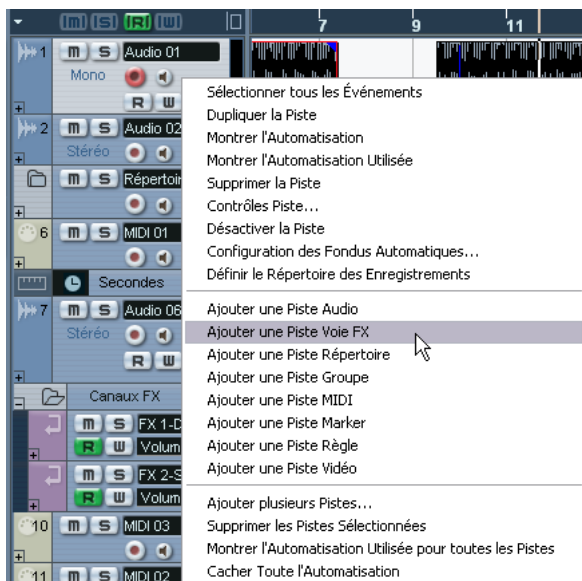 [M] [S] [R] [W]
7 9 11
1 m S Audio 01
Mono
R W
Sélectionner tous les Événements
Dupliquer la Piste
2 m S Audio 02
Montrer l'Automatisation
Stéréo
Montrer l'Automatisation Utilisée
m S Répertoir
Supprimer la Piste
Contrôles Piste...
6 m S MIDI 01
Désactiver la Piste
Configuration des Fondus Automatiques...
Secondes
Définir le Répertoire des Enregistrements
7 m S Audio 06
Ajouter une Piste Audio
Stéréo
Ajouter une Piste Voie FX
R W
Ajouter une Piste Répertoire
Ajouter une Piste Groupe
Canaux FX
Ajouter une Piste MIDI
m S FX 1-D
Ajouter une Piste Marker
R W Volum
Ajouter une Piste Règle
m S FX 2-S
Ajouter une Piste Vidéo
R W Volum
Ajouter plusieurs Pistes...
10 m S MIDI 03
Supprimer les Pistes Sélectionnées
Montrer l'Automatisation Utilisée pour toutes les Pistes
11 m S MIDI 02
Cacher Toute l'Automatisation